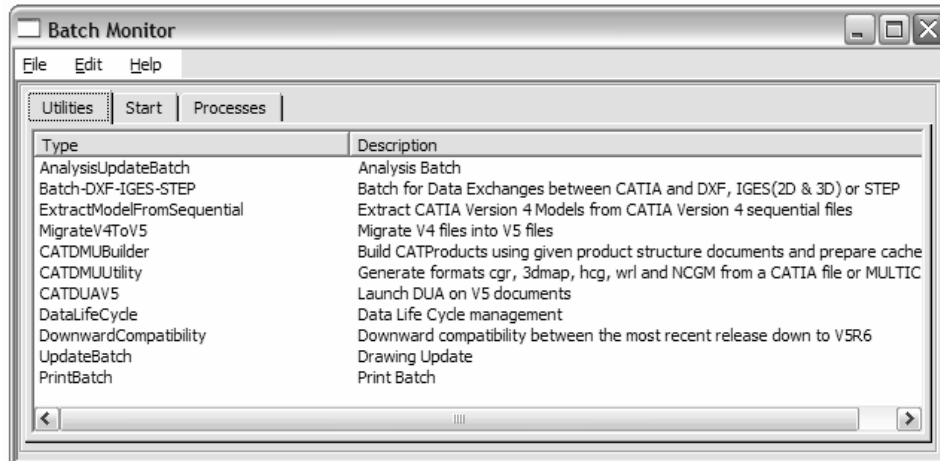 Batch Monitor
File Edit Help
Utilities Start Processes
Type Description
AnalysisUpdateBatch Analysis Batch
Batch-DXF-IGES-STEP Batch for Data Exchanges between CATIA and DXF, IGES(2D & 3D) or STEP
ExtractModelFromSequential Extract CATIA Version 4 Models from CATIA Version 4 sequential files
MigrateV4ToV5 Migrate V4 files into V5 files
CATDMUBuilder Build CATProducts using given product structure documents and prepare cache
CATDMUUtility Generate formats cgr, 3dmap, hcg, wrl and NCGM from a CATIA file or MULTIC
CATDUAV5 Launch DUA on V5 documents
DataLifeCycle Data Life Cycle management
DownwardCompatibility Downward compatibility between the most recent release down to V5R6
UpdateBatch Drawing Update
PrintBatch Print Batch